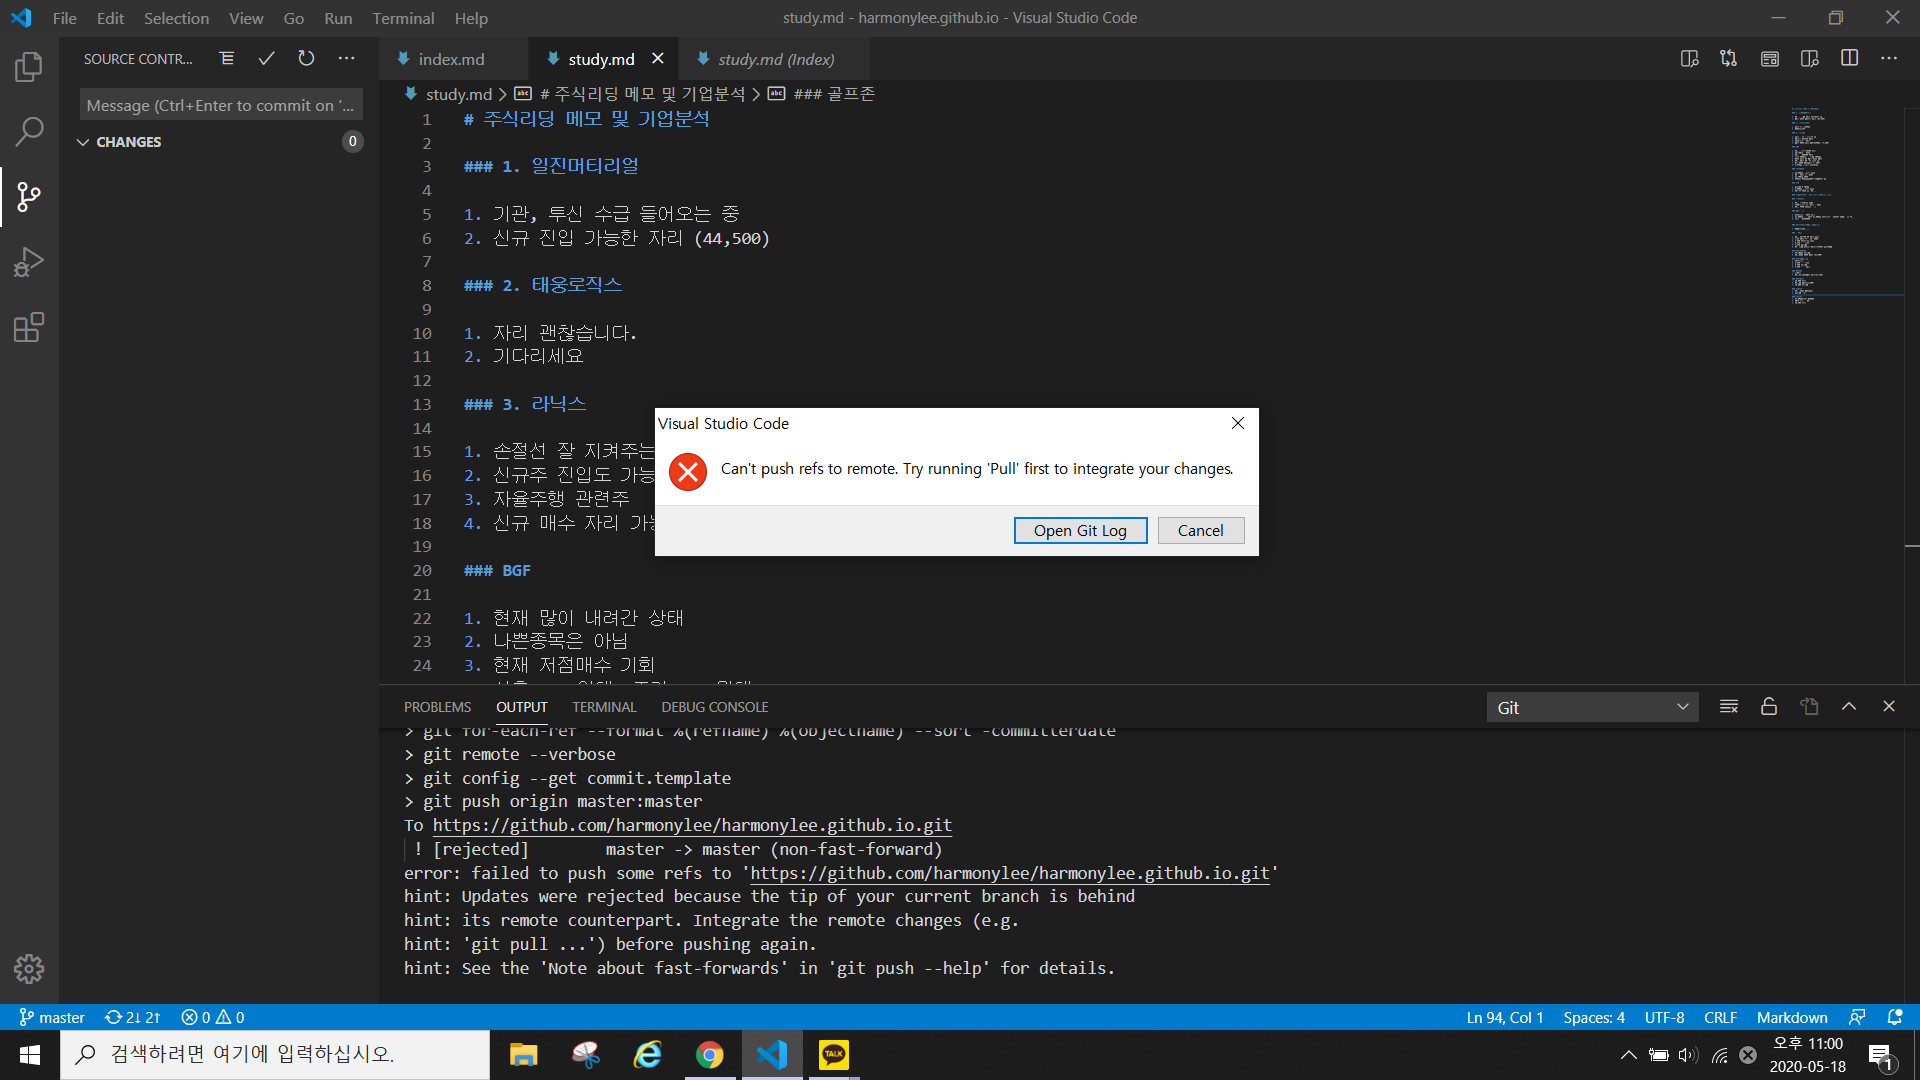 File Edit Selection View Go Run Terminal Help
study.md - harmonylee.github.io - Visual Studio Code
SOURCE CONTR...
Message (Ctrl+Enter to commit on '...
CHANGES
0
index.md
study.md
study.md (Index)
study.md > # 주식리딩 메모 및 기업분석 > ### 골프존
1 # 주식리딩 메모 및 기업분석
2
3 ### 1. 일진머티리얼
4
5 1. 기관, 투신 수급 들어오는 중
6 2. 신규 진입 가능한 자리 (44,500)
7
8 ### 2. 태웅로직스
9
10 1. 자리 괜찮습니다.
11 2. 기다리세요
12
13 ### 3. 라닉스
14
15 1. 손절선 잘 지켜주는
16 2. 신규주 진입도 가능
17 3. 자율주행 관련주
18 4. 신규 매수 자리
19
20 ### BGF
21
22 1. 현재 많이 내려간 상태
23 2. 나쁜종목은 아님
24 3. 현재 저점매수 기회
Visual Studio Code
Can't push refs to remote. Try running 'Pull' first to integrate your changes.
Open Git Log
Cancel
PROBLEMS OUTPUT TERMINAL DEBUG CONSOLE
Git
> git for-each-ref --format %(refname) %(objectname) --sort -committerdate
> git remote --verbose
> git config --get commit.template
> git push origin master:master
To https://github.com/harmonylee/harmonylee.github.io.git
! [rejected] master -> master (non-fast-forward)
error: failed to push some refs to 'https://github.com/harmonylee/harmonylee.github.io.git'
hint: Updates were rejected because the tip of your current branch is behind
hint: its remote counterpart. Integrate the remote changes (e.g.
hint: 'git pull ...') before pushing again.
hint: See the 'Note about fast-forwards' in 'git push --help' for details.
master 2↓ 2↑ 0 0
Ln 94, Col 1 Spaces: 4 UTF-8 CRLF Markdown
검색하려면 여기에 입력하십시오.
TALK
오후 11:00
2020-05-18
1